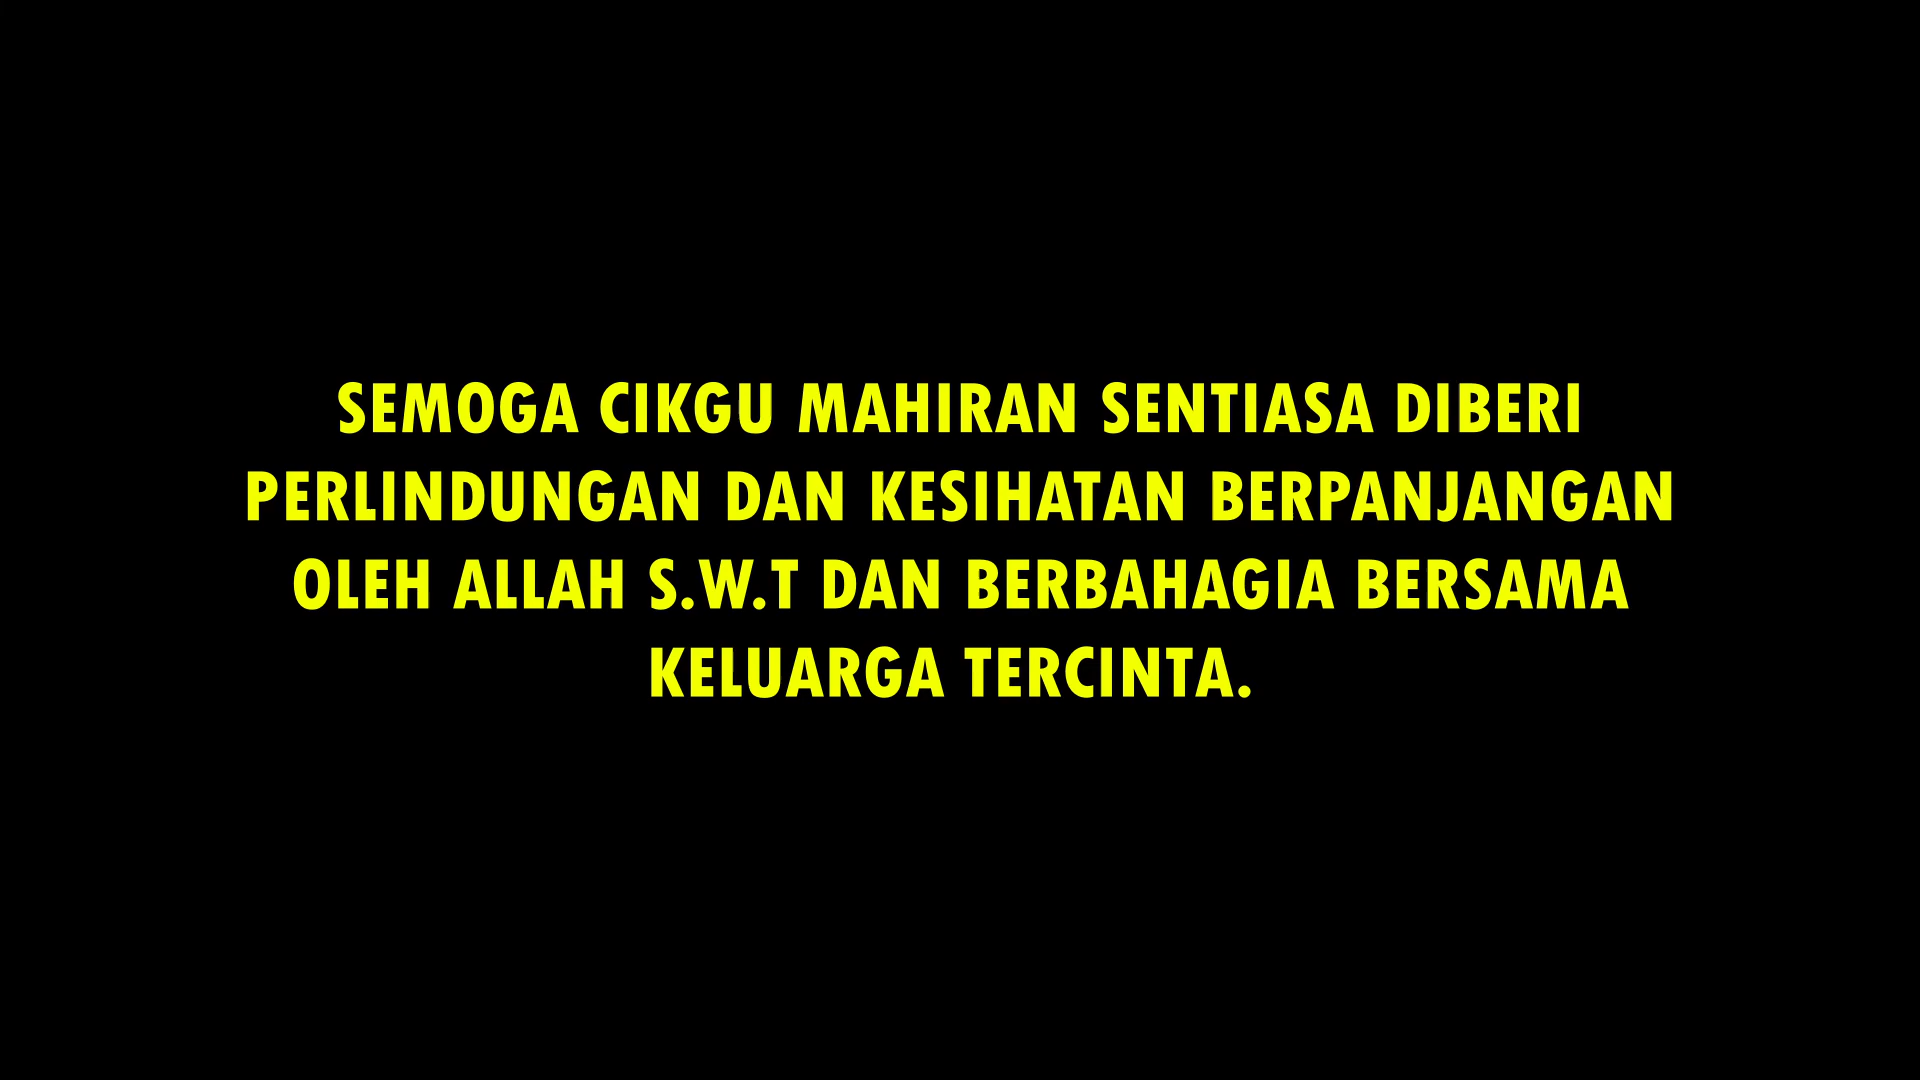 SEMOGA CIKGU MAHIRAN SENTIASA DIBERI
PERLINDUNGAN DAN KESIHATAN BERPANJANGAN
OLEH ALLAH S.W.T DAN BERBAHAGIA BERSAMA
KELUARGA TERCINTA.